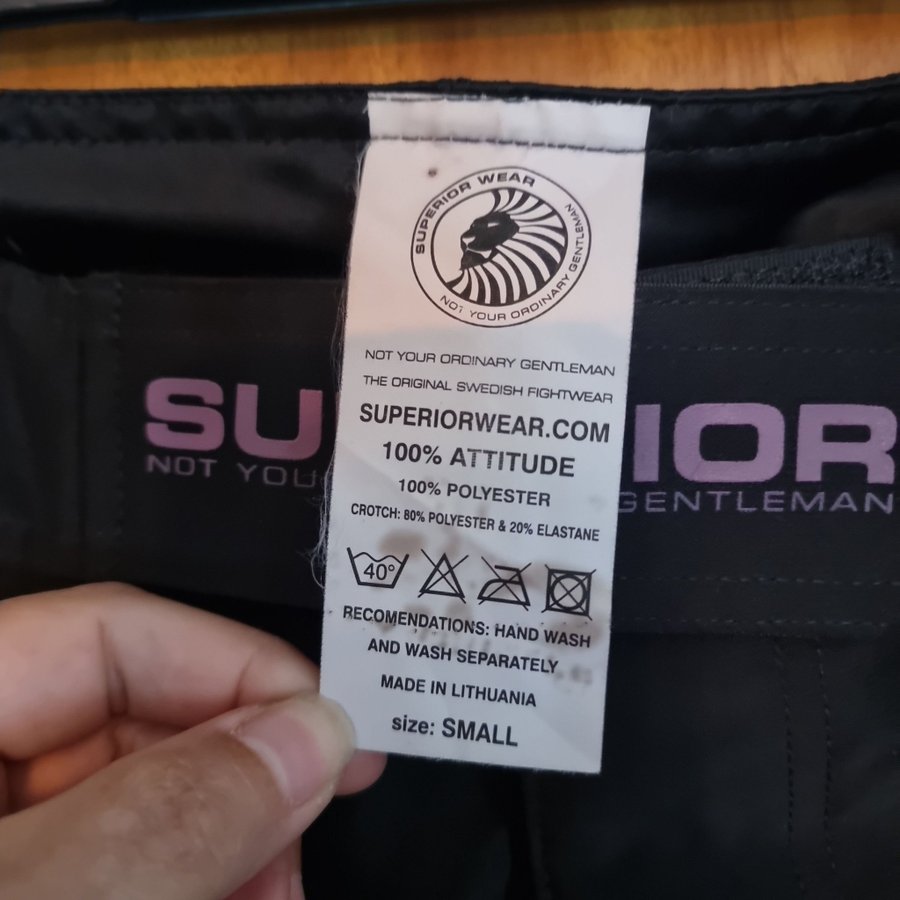 SUPERIOR WEAR
NOT YOUR ORDINARY GENTLEMAN
NOT YOUR ORDINARY GENTLEMAN
THE ORIGINAL SWEDISH FIGHTWEAR
SUPERIORWEAR.COM
100% ATTITUDE
100% POLYESTER
CROTCH: 80% POLYESTER & 20% ELASTANE
40°
RECOMENDATIONS: HAND WASH
AND WASH SEPARATELY
MADE IN LITHUANIA
size: SMALL
SU IOR
NOT YOU GENTLEMAN